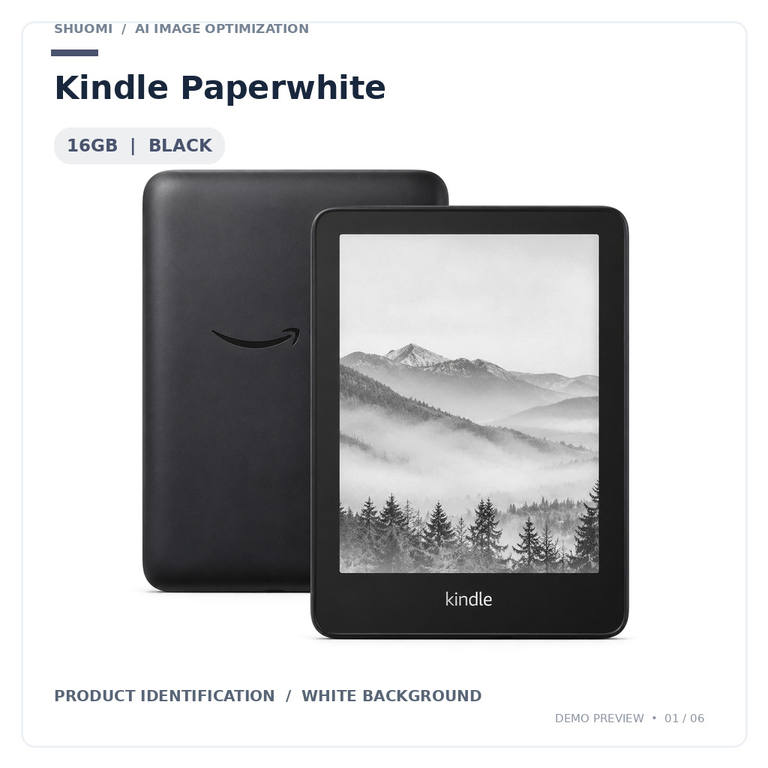 SHUOMI / AI IMAGE OPTIMIZATION
Kindle Paperwhite
16GB | BLACK
kindle
PRODUCT IDENTIFICATION / WHITE BACKGROUND
DEMO PREVIEW • 01 / 06